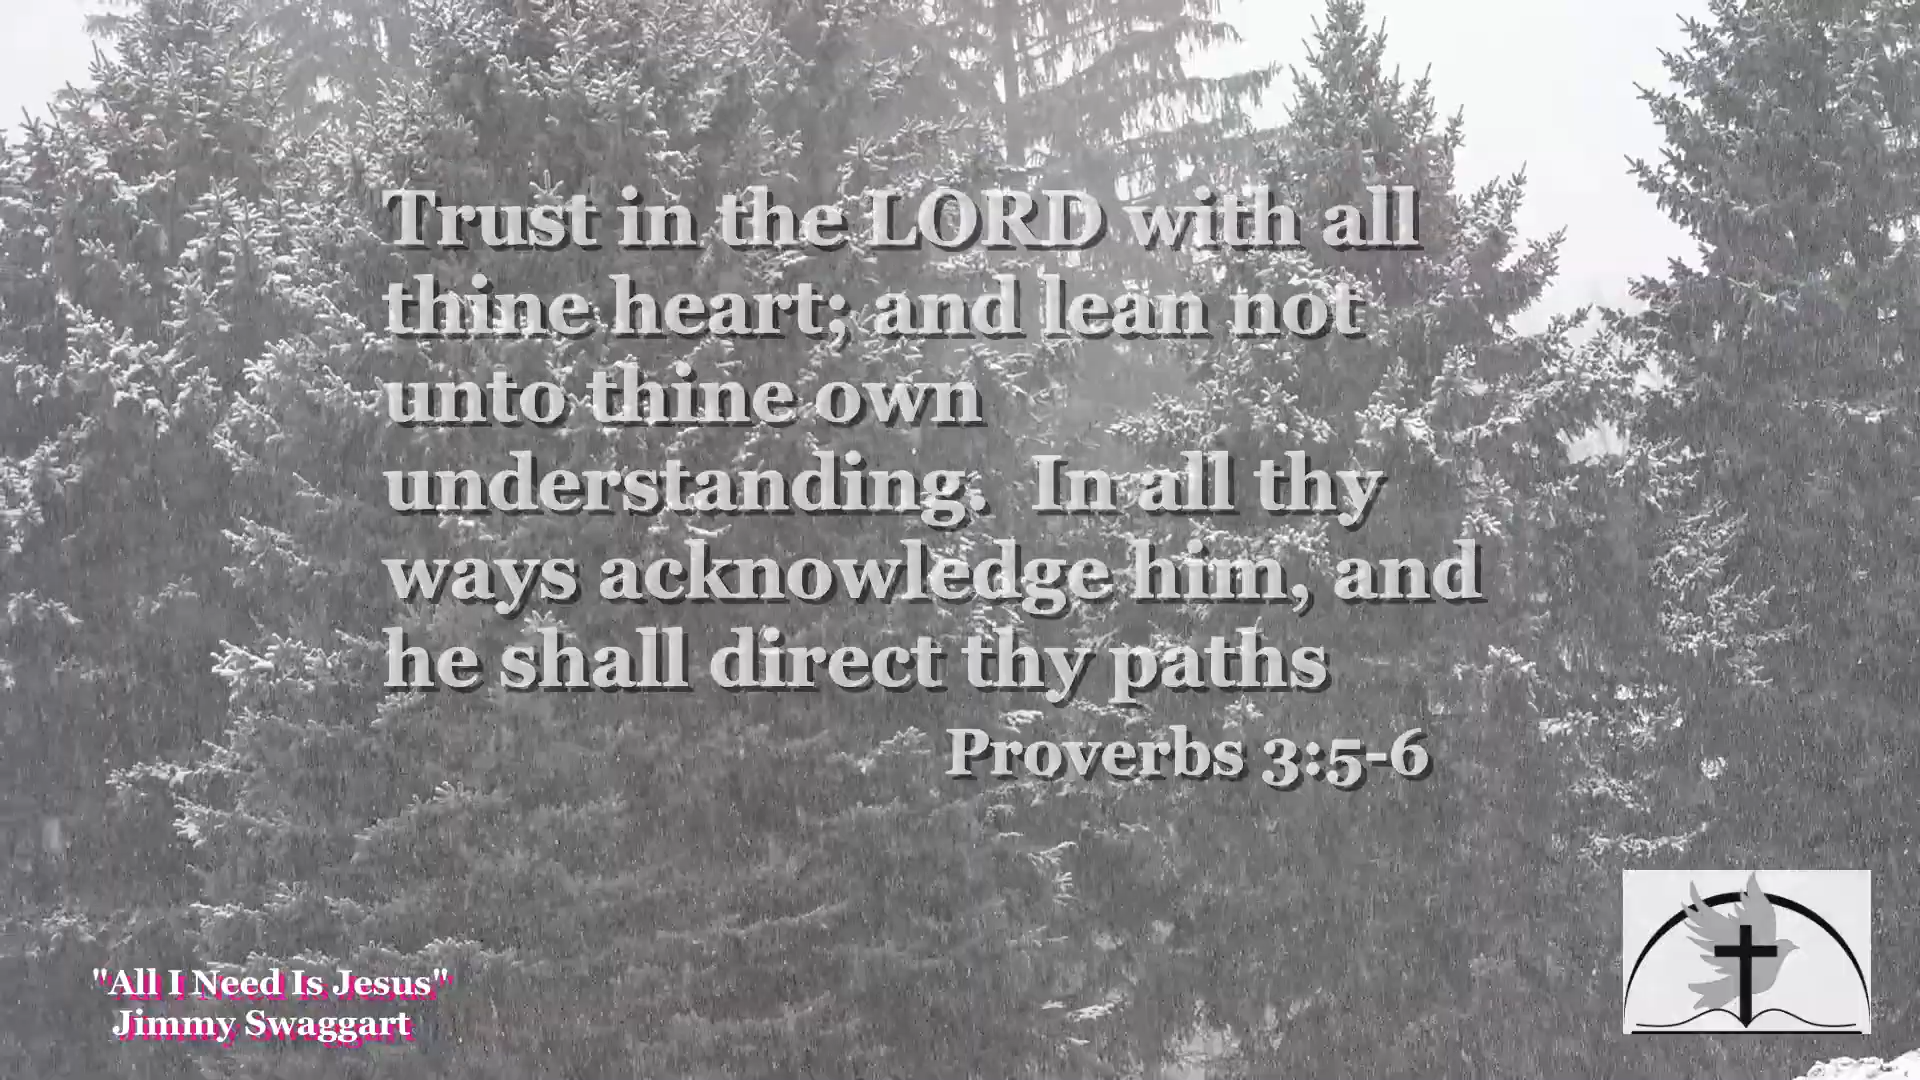 Trust in the LORD with all
thine heart; and lean not
unto thine own
understanding.  In all thy
ways acknowledge him, and
he shall direct thy paths
Proverbs 3:5-6
"All I Need Is Jesus"
Jimmy Swaggart